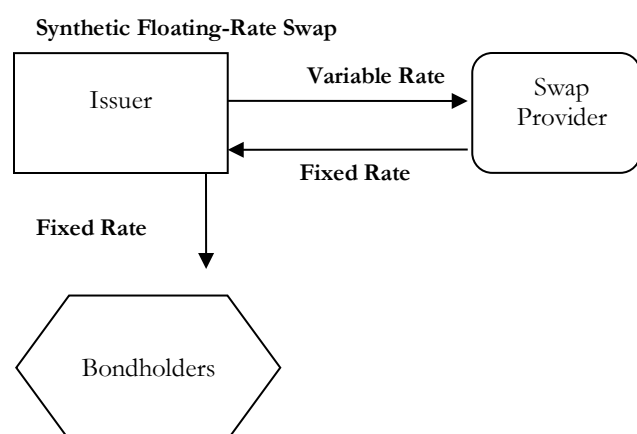 Synthetic Floating-Rate Swap
Issuer
Variable Rate
Swap
Provider
Fixed Rate
Fixed Rate
Bondholders